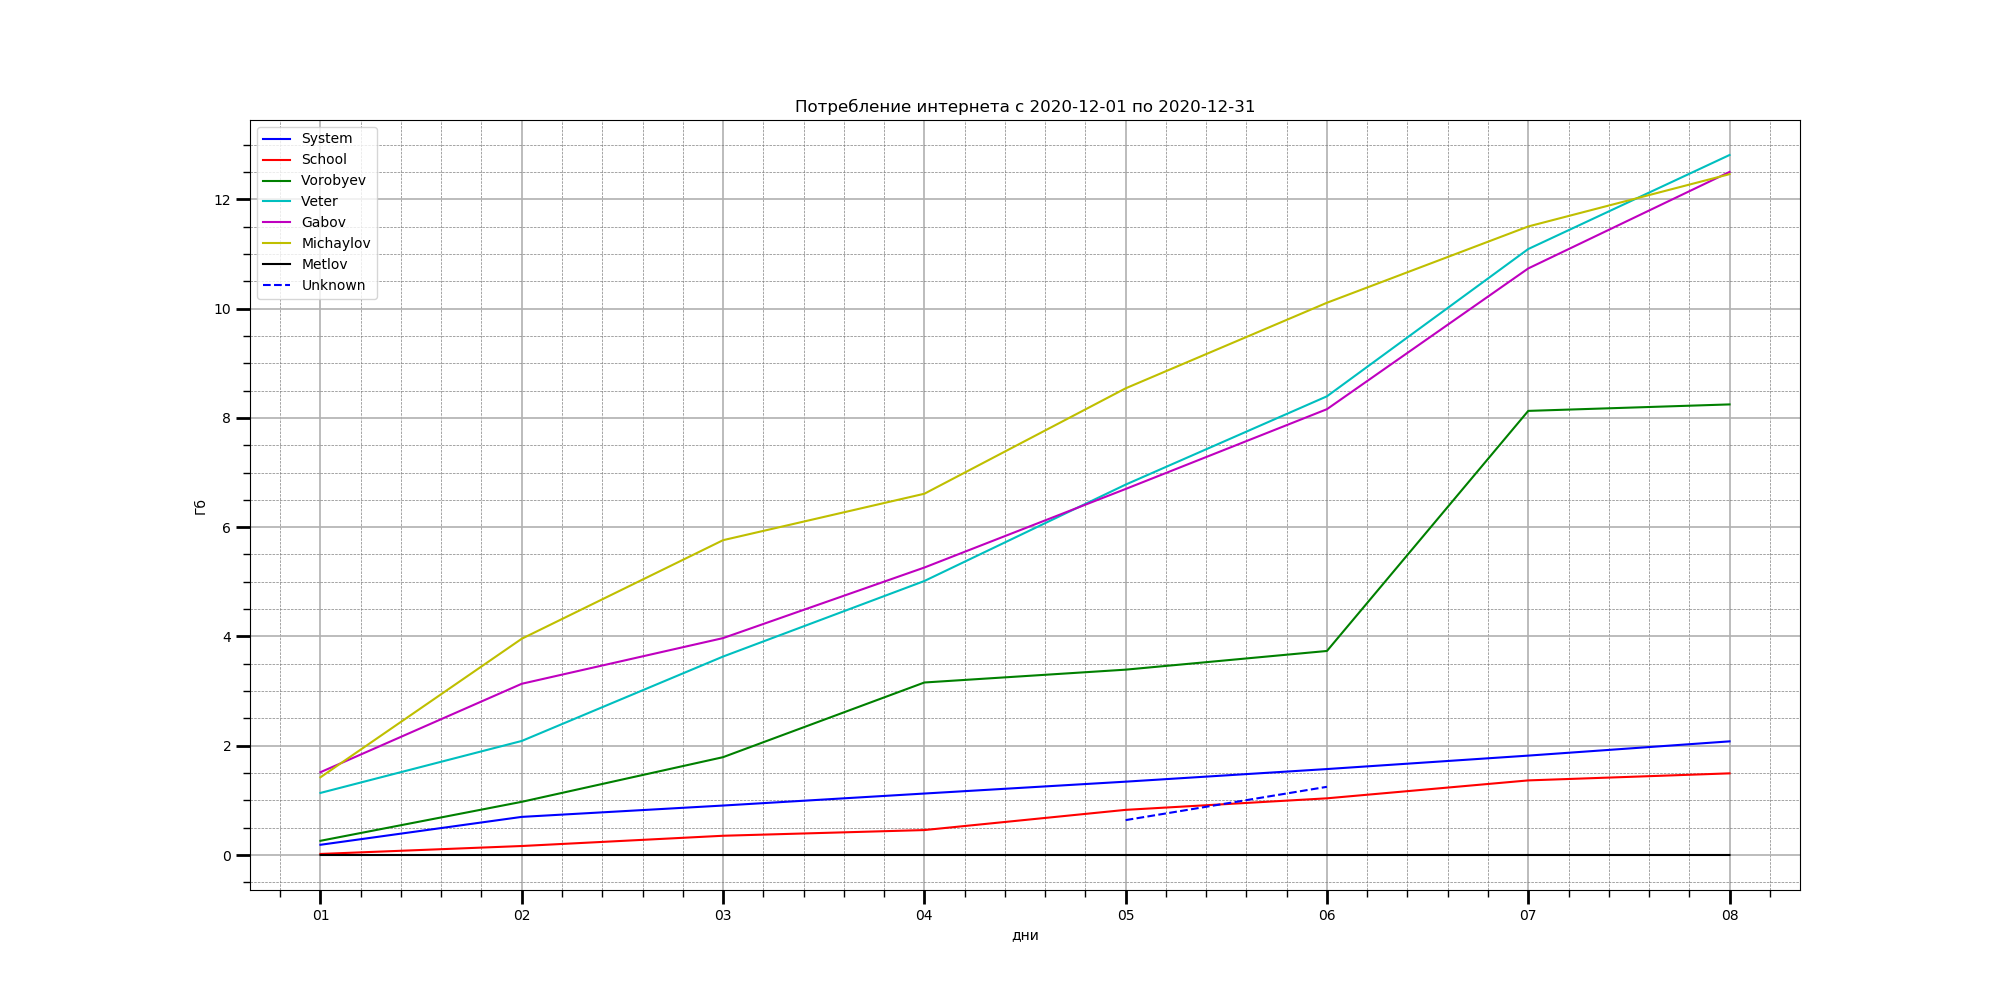 Потребление интернета с 2020-12-01 по 2020-12-31
System
School
Vorobyev
Veter
Gabov
Michaylov
Metlov
Unknown
12
10
8
6
4
2
0
Гб
01 02 03 04 05 06 07 08
дни